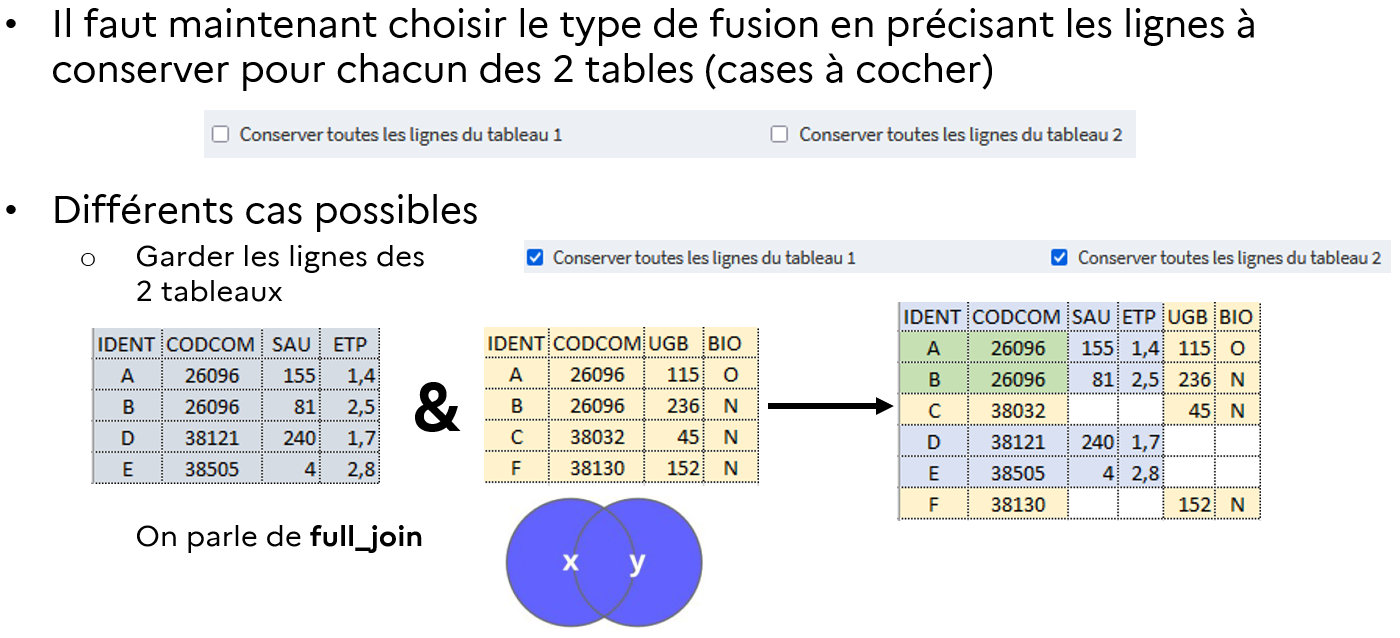 • Il faut maintenant choisir le type de fusion en précisant les lignes à
conserver pour chacun des 2 tables (cases à cocher)
Conserver toutes les lignes du tableau 1 Conserver toutes les lignes du tableau 2
• Différents cas possibles
o Garder les lignes des
2 tableaux
Conserver toutes les lignes du tableau 1 Conserver toutes les lignes du tableau 2
IDENT CODCOM SAU ETP
A 26096 155 1,4
B 26096 81 2,5
D 38121 240 1,7
E 38505 4 2,8
&
IDENT CODCOM UGB BIO
A 26096 115 O
B 26096 236 N
C 38032 45 N
F 38130 152 N
IDENT CODCOM SAU ETP UGB BIO
A 26096 155 1,4 115 O
B 26096 81 2,5 236 N
C 38032 45 N
D 38121 240 1,7
E 38505 4 2,8
F 38130 152 N
On parle de full_join
x y